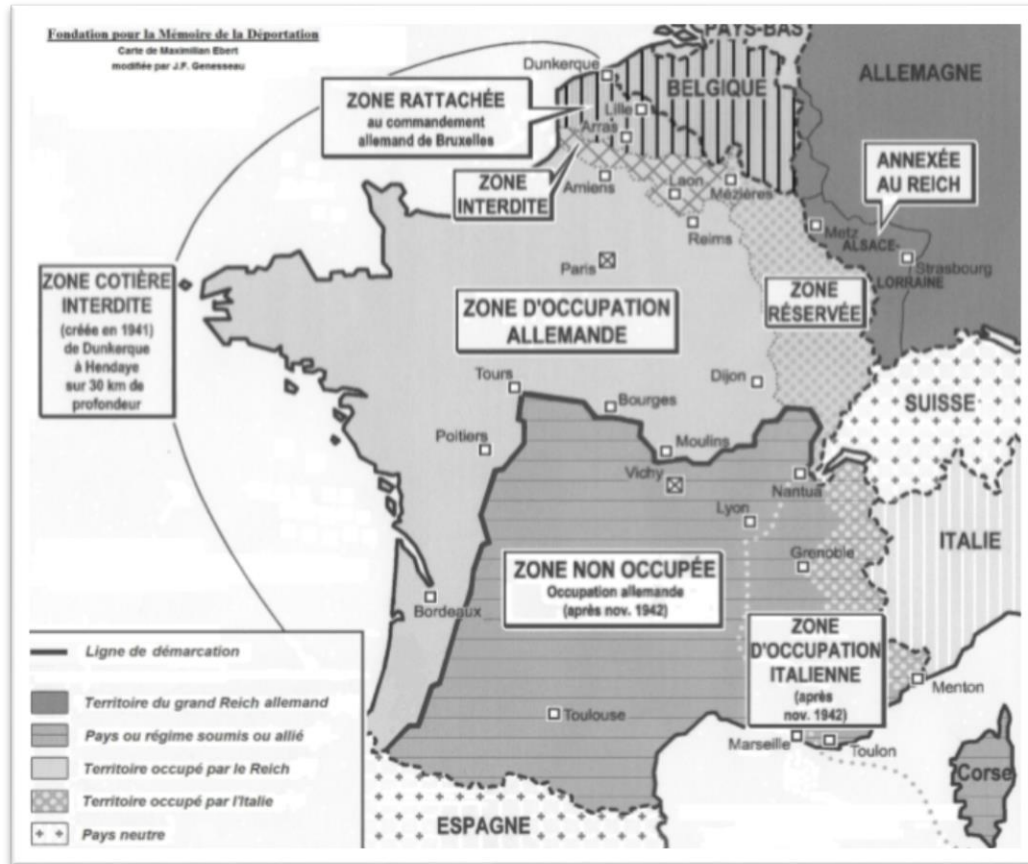 Fondation pour la Mémoire de la Déportation
Carte de Maximilian Ebert
modifiée par J.F. Genesseau
PAYS-BAS
Dunkerque
ALLEMAGNE
BELGIQUE
ZONE RATTACHÉE
au commandement
allemand de Bruxelles
Lille
Arras
ANNEXÉE
AU REICH
ZONE
INTERDITE
Amiens
Laon
Mézières
Reims
Metz
ALSACE-
LORRAINE
Strasbourg
Paris
ZONE COTIÈRE
INTERDITE
(créée en 1941)
de Dunkerque
à Hendaye
sur 30 km de
profondeur
ZONE D'OCCUPATION
ALLEMANDE
ZONE
RÉSERVÉE
Tours
Dijon
Bourges
SUISSE
Poitiers
Moulins
Vichy
Nantua
Lyon
ITALIE
Grenoble
ZONE NON OCCUPÉE
Occupation allemande
(après nov. 1942)
Bordeaux
ZONE
D'OCCUPATION
ITALIENNE
(après
nov. 1942)
Menton
Toulouse
Marseille
Toulon
Corse
ESPAGNE
Ligne de démarcation
Territoire du grand Reich allemand
Pays ou régime soumis ou allié
Territoire occupé par le Reich
Territoire occupé par l'Italie
Pays neutre